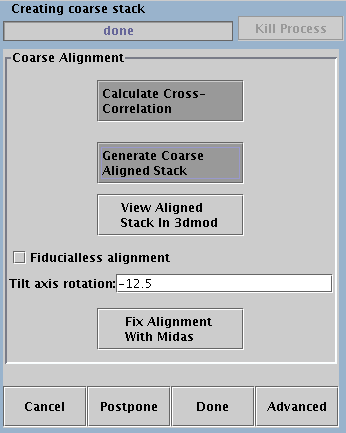 Creating coarse stack
done
Kill Process
Coarse Alignment
Calculate Cross-
Correlation
Generate Coarse
Aligned Stack
View Aligned
Stack In 3dmod
Fiducialless alignment
Tilt axis rotation: -12.5
Fix Alignment
With Midas
Cancel Postpone Done Advanced